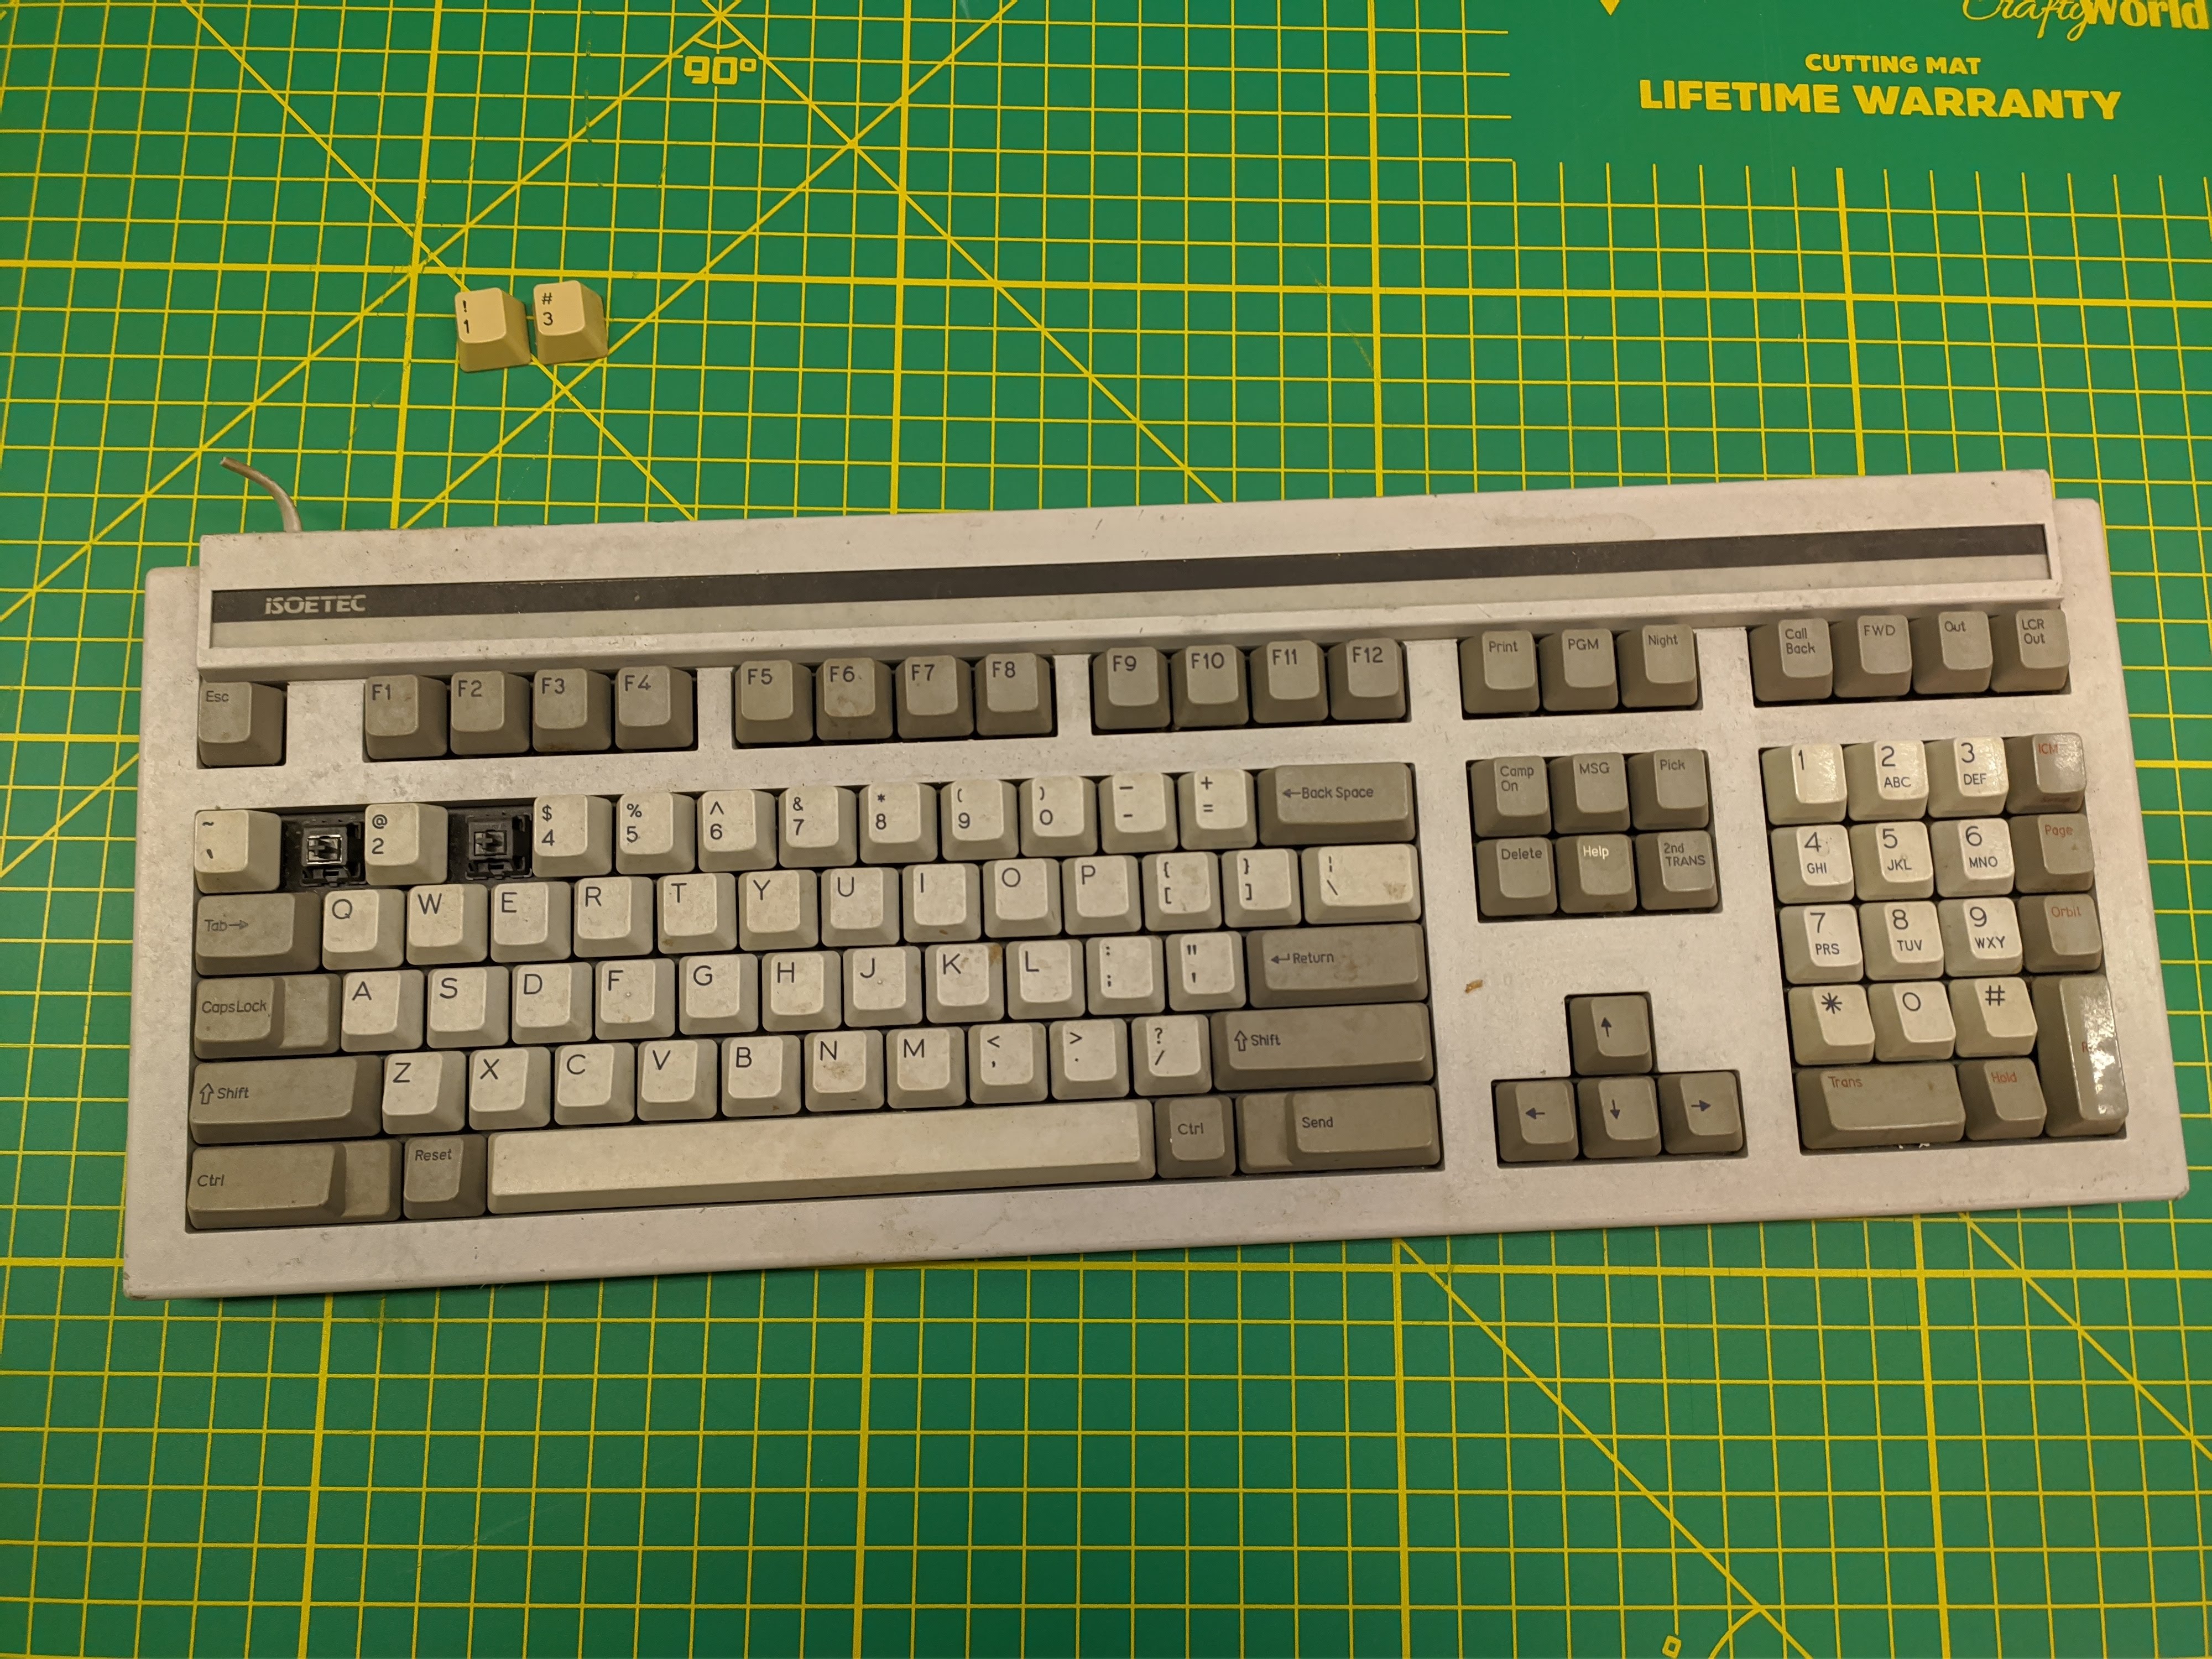 CraftyWorld
CUTTING MAT
LIFETIME WARRANTY
90°
! 1
# 3
iSOETEC
Esc F1 F2 F3 F4 F5 F6 F7 F8 F9 F10 F11 F12 Print PGM Night Call Back FWD Out LCR Out
~ ` @ 2 $ 4 % 5 ^ 6 & 7 * 8 ( 9 ) 0 _ - + = ←Back Space Camp On MSG Pick 1 2 ABC 3 DEF ICM
Tab→ Q W E R T Y U I O P { [ } ] ¦ \ Delete Help 2nd TRANS 4 GHI 5 JKL 6 MNO Page
CapsLock A S D F G H J K L : ; " ' ↵Return 7 PRS 8 TUV 9 WXY Orbit
⇧Shift Z X C V B N M < , > . ? / ⇧Shift ↑ * 0 #
Ctrl Reset Ctrl Send ← ↓ → Trans Hold
0